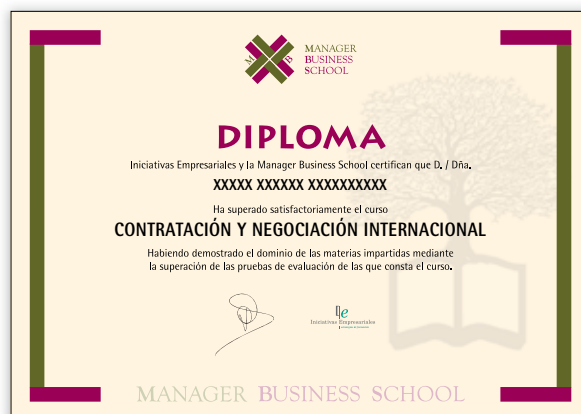 M B
MANAGER
BUSINESS
SCHOOL
DIPLOMA
Iniciativas Empresariales y la Manager Business School certifican que D. / Dña.
XXXXX XXXXXX XXXXXXXXXX
Ha superado satisfactoriamente el curso
CONTRATACIÓN Y NEGOCIACIÓN INTERNACIONAL
Habiendo demostrado el dominio de las materias impartidas mediante
la superación de las pruebas de evaluación de las que consta el curso.
Iniciativas Empresariales
MANAGER BUSINESS SCHOOL